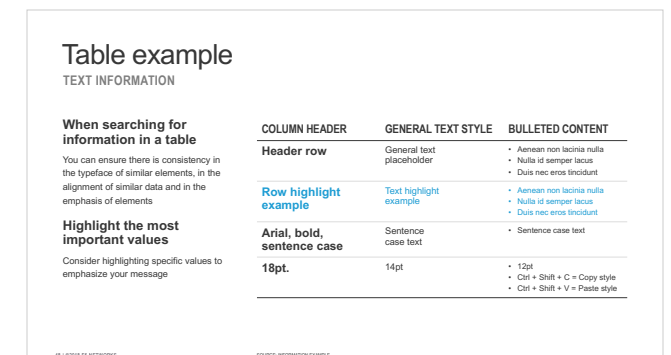 Table example
TEXT INFORMATION
When searching for
information in a table
You can ensure there is consistency in
the typeface of similar elements, in the
alignment of similar data and in the
emphasis of elements
Highlight the most
important values
Consider highlighting specific values to
emphasize your message
COLUMN HEADER GENERAL TEXT STYLE BULLETED CONTENT
Header row
General text
placeholder
• Aenean non lacinia nulla
• Nulla id semper lacus
• Duis nec eros tincidunt
Row highlight
example
Text highlight
example
• Aenean non lacinia nulla
• Nulla id semper lacus
• Duis nec eros tincidunt
Arial, bold,
sentence case
Sentence
case text
• Sentence case text
18pt.
14pt
• 12pt
• Ctrl + Shift + C = Copy style
• Ctrl + Shift + V = Paste style
SOURCE: INFORMATION EXAMPLE